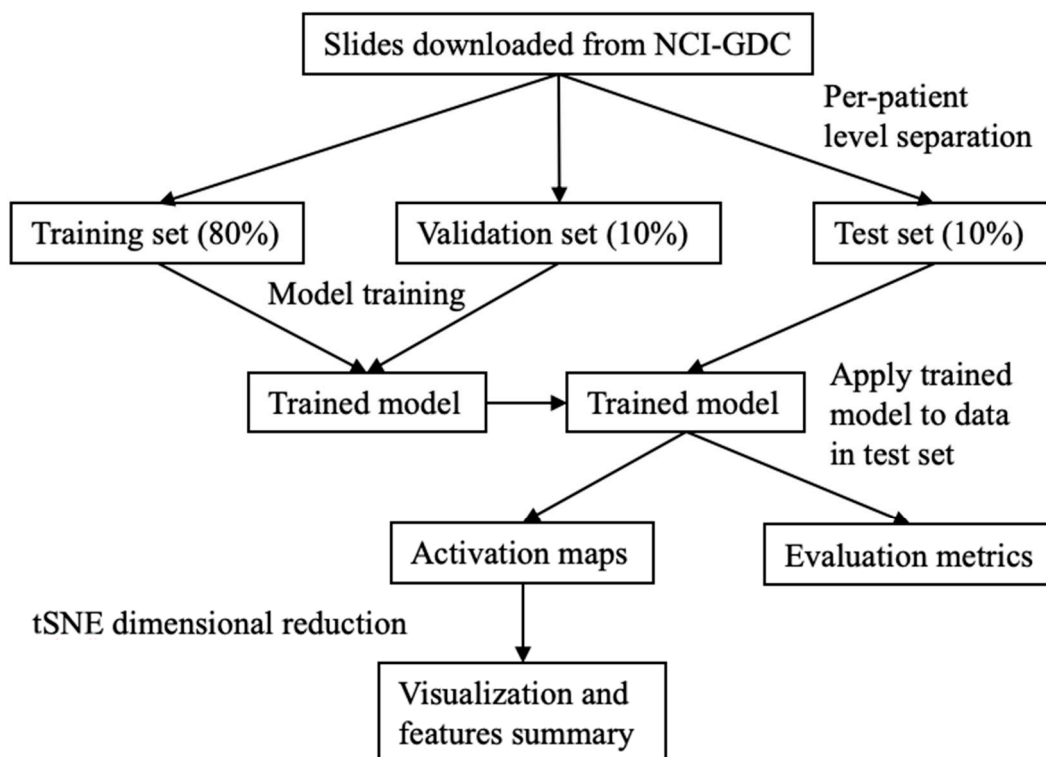 Slides downloaded from NCI-GDC
Per-patient
level separation
Training set (80%)
Validation set (10%)
Test set (10%)
Model training
Trained model
Trained model
Apply trained
model to data
in test set
Activation maps
Evaluation metrics
tSNE dimensional reduction
Visualization and
features summary